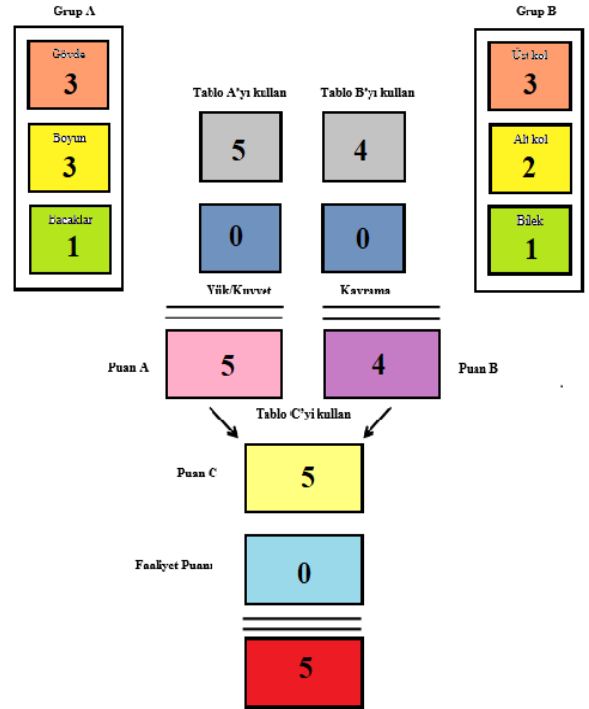 Grup A
Grup B
Gövde
3
Üst kol
3
Tablo A'yı kullan
Tablo B'yı kullan
5
4
Boyun
3
Alt kol
2
Bacaklar
1
Bilek
1
0
0
Yük/Kuvvet
Kavrama
Puan A
5
4
Puan B
Tablo C'yi kullan
Puan C
5
Faaliyet Puanı
0
5